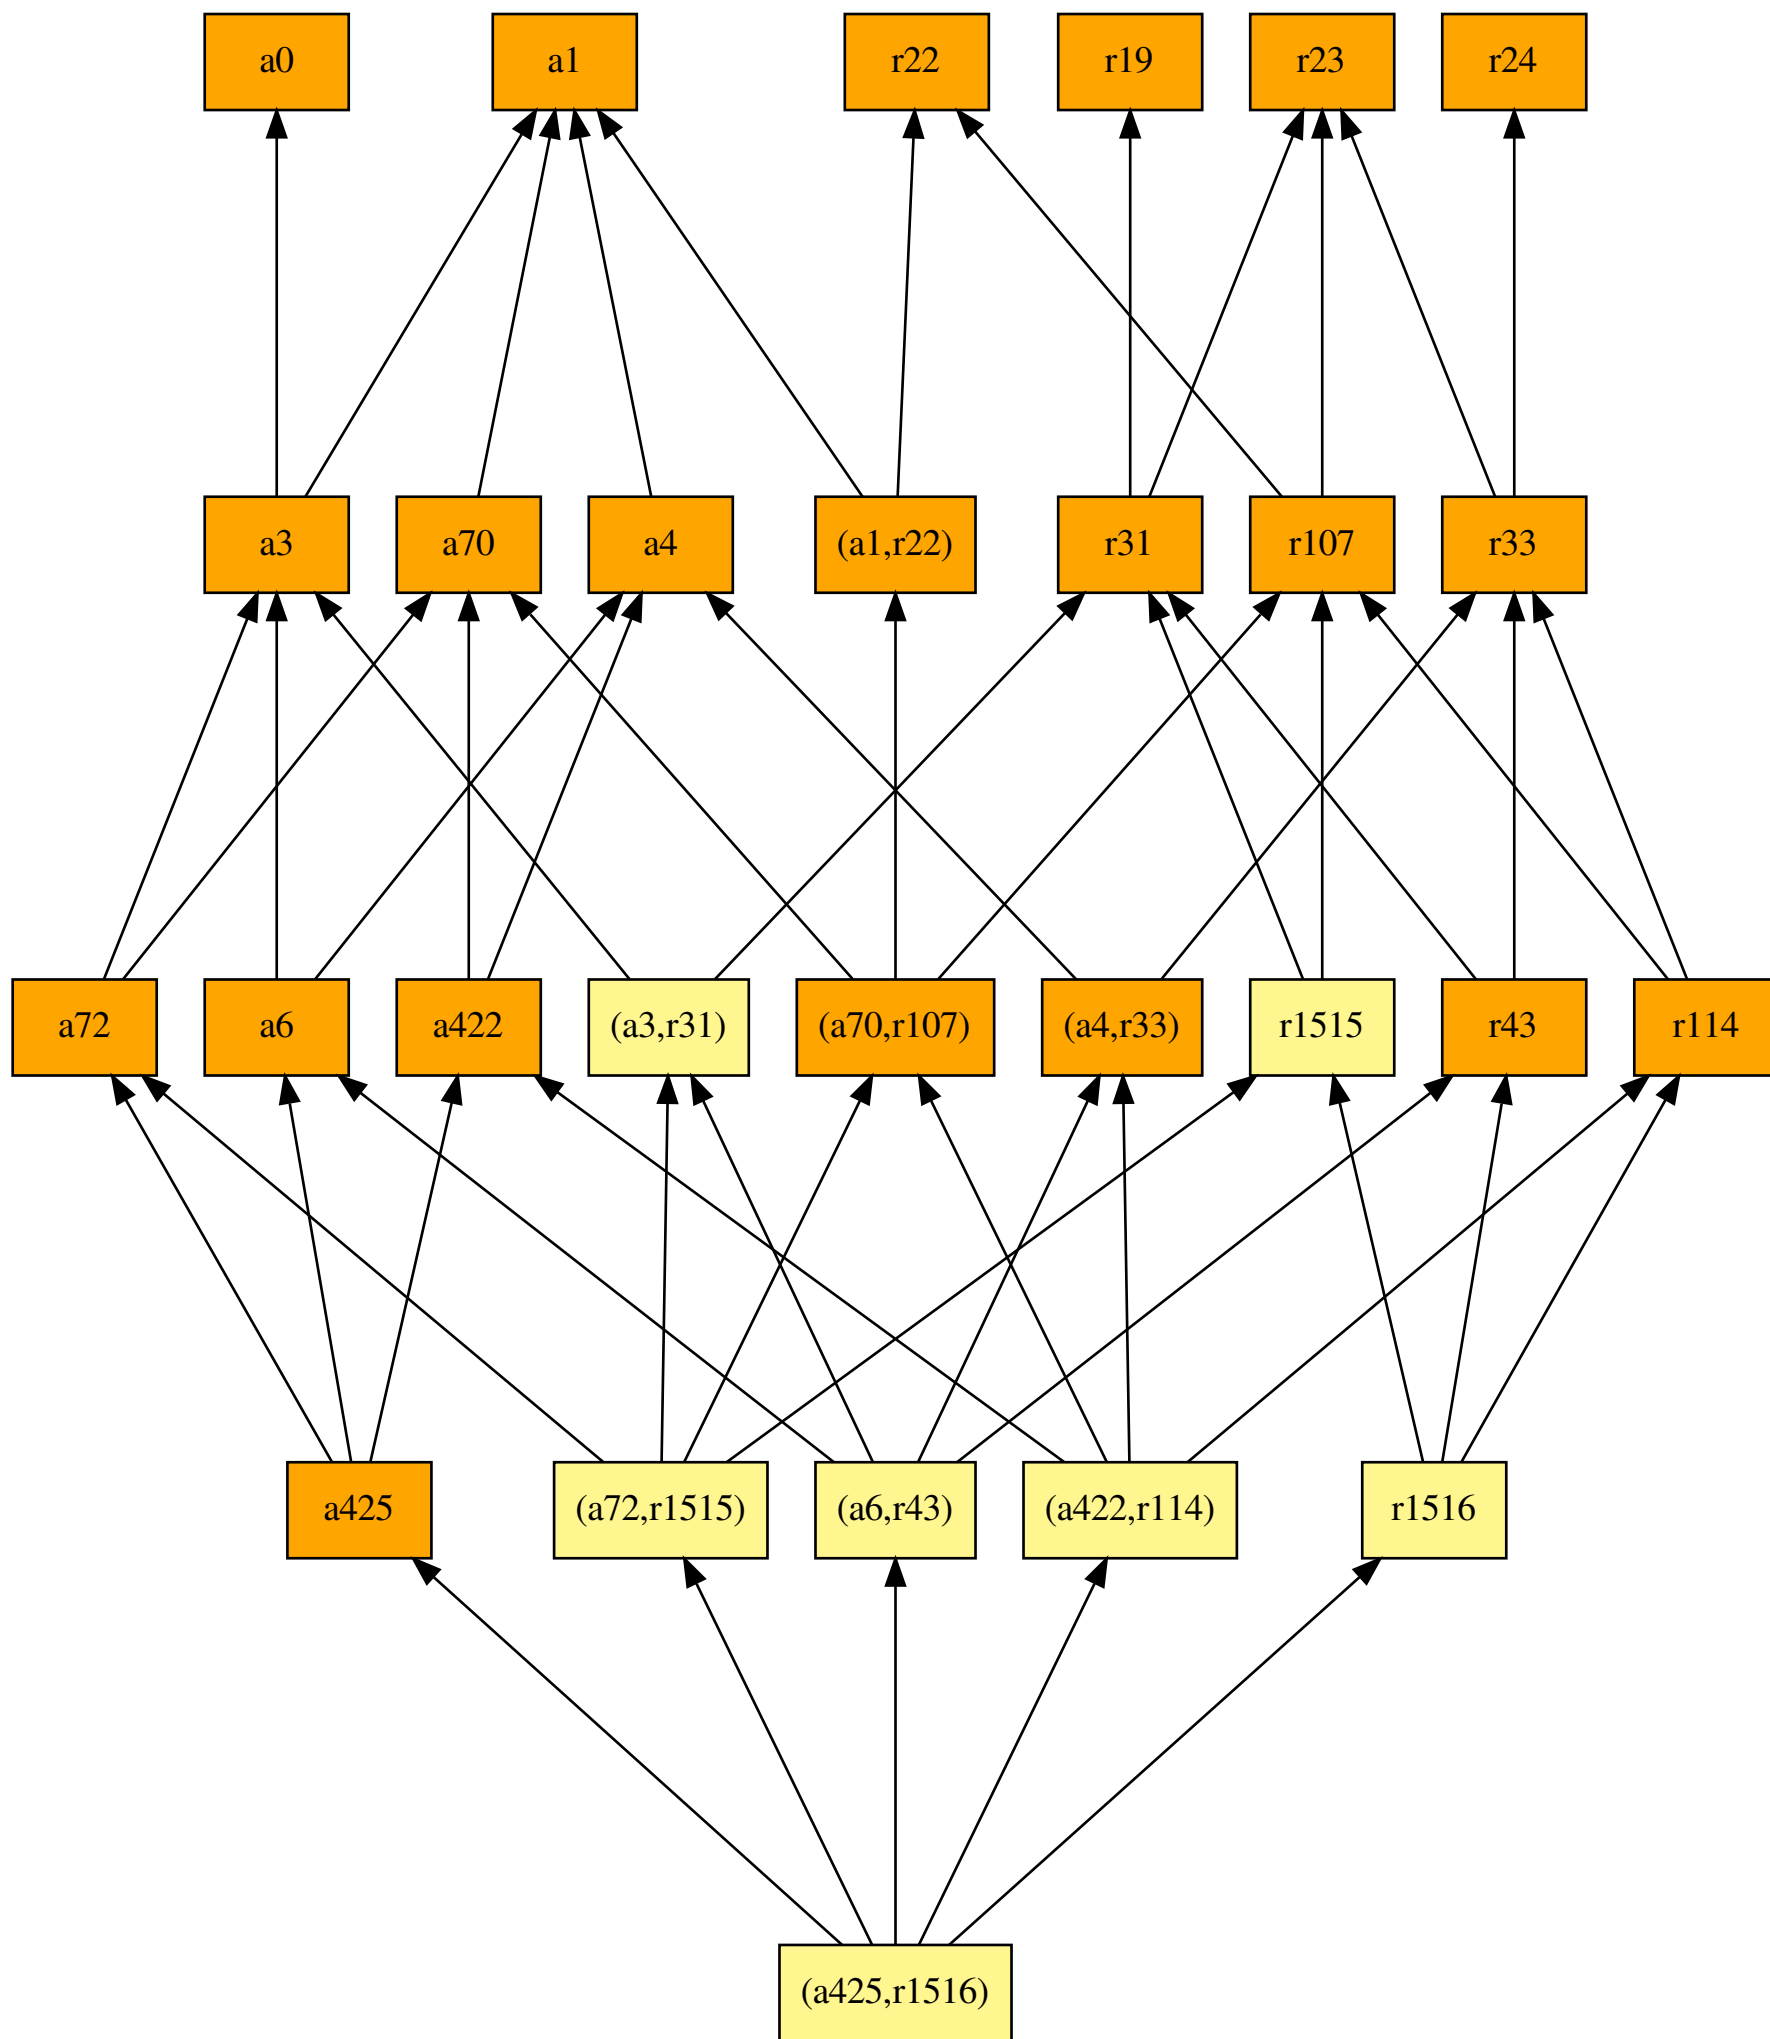 a0
a1
r22
r19
r23
r24
a3
a70
a4
(a1,r22)
r31
r107
r33
a72
a6
a422
(a3,r31)
(a70,r107)
(a4,r33)
r1515
r43
r114
a425
(a72,r1515)
(a6,r43)
(a422,r114)
r1516
(a425,r1516)